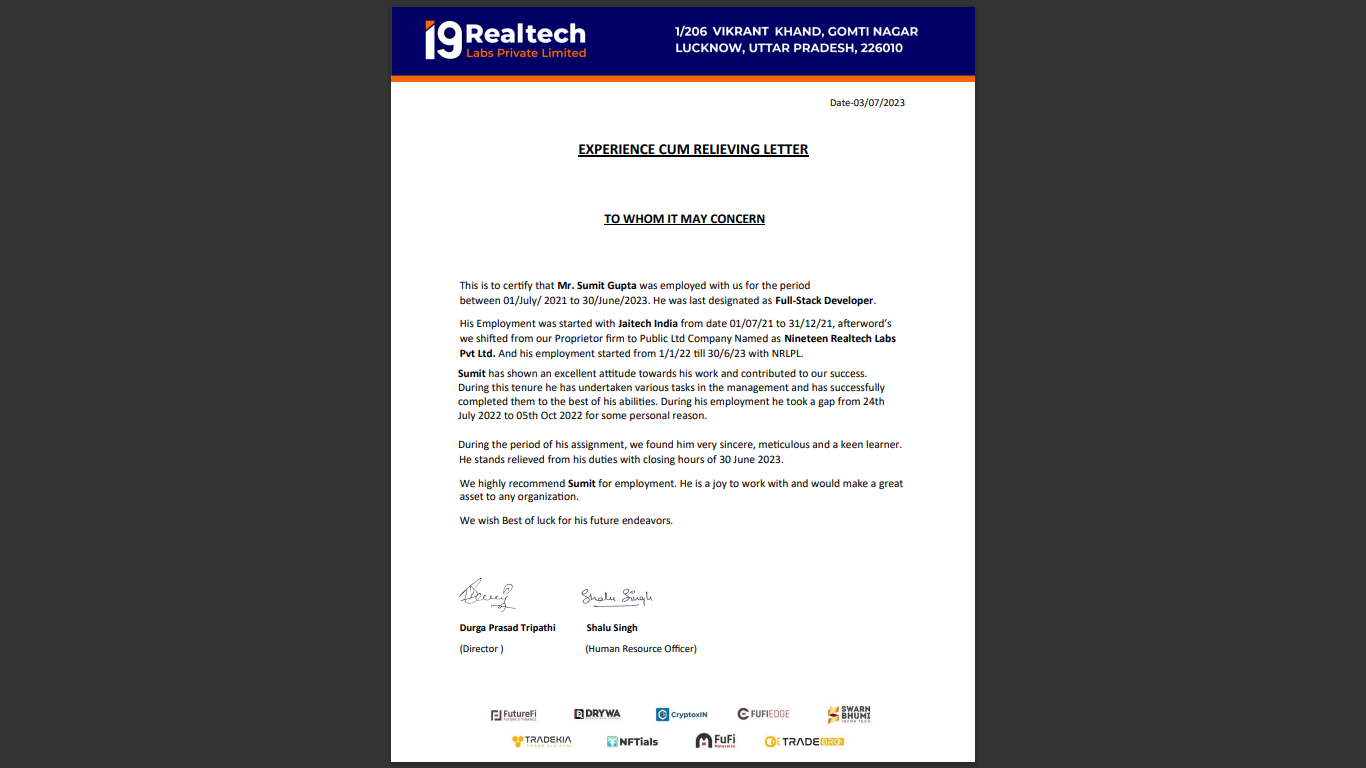 i9 Realtech
Labs Private Limited
1/206 VIKRANT KHAND, GOMTI NAGAR
LUCKNOW, UTTAR PRADESH, 226010
Date-03/07/2023
EXPERIENCE CUM RELIEVING LETTER
TO WHOM IT MAY CONCERN
This is to certify that Mr. Sumit Gupta was employed with us for the period
between 01/July/ 2021 to 30/June/2023. He was last designated as Full-Stack Developer.
His Employment was started with Jaitech India from date 01/07/21 to 31/12/21, afterword’s
we shifted from our Proprietor firm to Public Ltd Company Named as Nineteen Realtech Labs
Pvt Ltd. And his employment started from 1/1/22 till 30/6/23 with NRLPL.
Sumit has shown an excellent attitude towards his work and contributed to our success.
During this tenure he has undertaken various tasks in the management and has successfully
completed them to the best of his abilities. During his employment he took a gap from 24th
July 2022 to 05th Oct 2022 for some personal reason.
During the period of his assignment, we found him very sincere, meticulous and a keen learner.
He stands relieved from his duties with closing hours of 30 June 2023.
We highly recommend Sumit for employment. He is a joy to work with and would make a great
asset to any organization.
We wish Best of luck for his future endeavors.
Shalu Singh
Durga Prasad Tripathi Shalu Singh
(Director ) (Human Resource Officer)
FutureFi DRYWA CryptoIN FUFIEDGE SWARN BHUMI INFRA TECH
TRADEKIA NFTials FuFi Metaverse TRADE